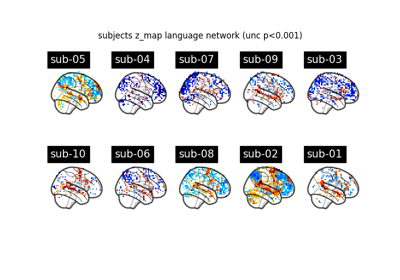 subjects z_map language network (unc p<0.001)
sub-05 sub-04 sub-07 sub-09 sub-03
sub-10 sub-06 sub-08 sub-02 sub-01